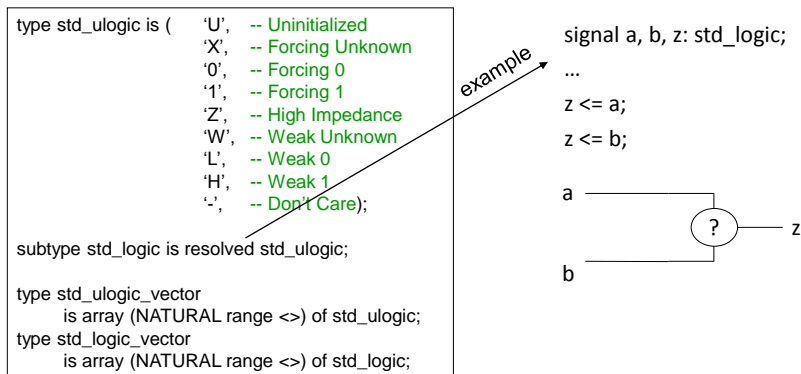 type std_ulogic is ( ‘U’, -- Uninitialized
‘X’, -- Forcing Unknown
‘0’, -- Forcing 0
‘1’, -- Forcing 1
‘Z’, -- High Impedance
‘W’, -- Weak Unknown
‘L’, -- Weak 0
‘H’, -- Weak 1
‘-’, -- Don’t Care);
subtype std_logic is resolved std_ulogic;
type std_ulogic_vector
is array (NATURAL range <>) of std_ulogic;
type std_logic_vector
is array (NATURAL range <>) of std_logic;
example
signal a, b, z: std_logic;
…
z <= a;
z <= b;
a
?
z
b